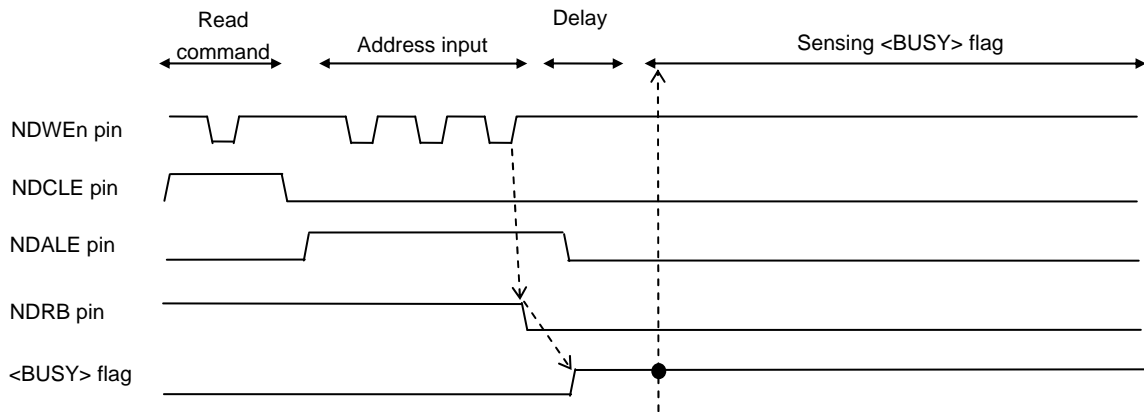 Read
command
Address input
Delay
Sensing <BUSY> flag
NDWEn pin
NDCLE pin
NDALE pin
NDRB pin
<BUSY> flag